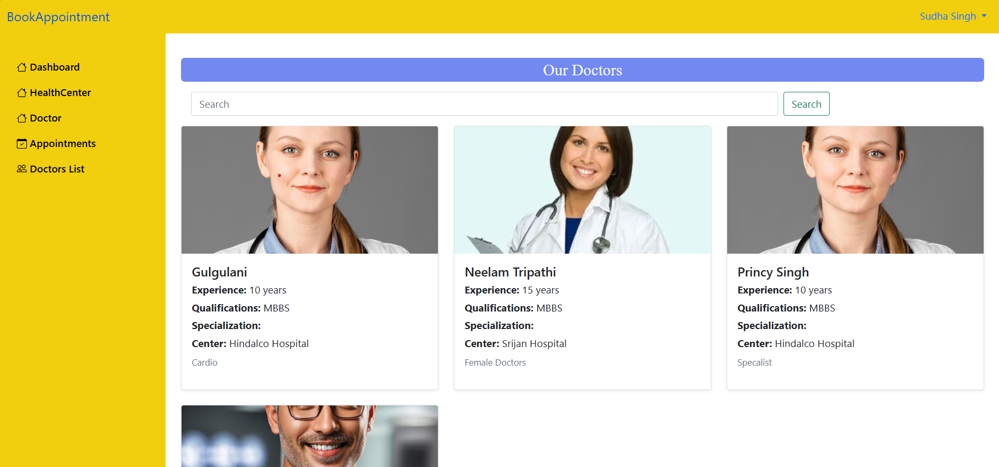 BookAppointment
Sudha Singh
Dashboard
HealthCenter
Doctor
Appointments
Doctors List
Our Doctors
Search
Search
Gulgulani
Experience: 10 years
Qualifications: MBBS
Specialization:
Center: Hindalco Hospital
Cardio
Neelam Tripathi
Experience: 15 years
Qualifications: MBBS
Specialization:
Center: Srijan Hospital
Female Doctors
Princy Singh
Experience: 10 years
Qualifications: MBBS
Specialization:
Center: Hindalco Hospital
Specalist